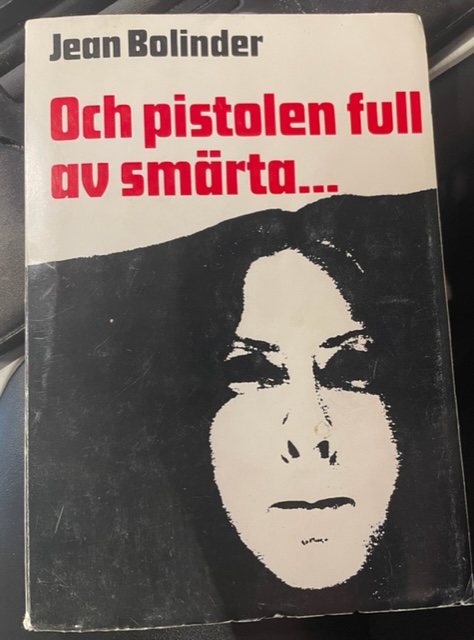 Jean Bolinder
Och pistolen full
av smärta...